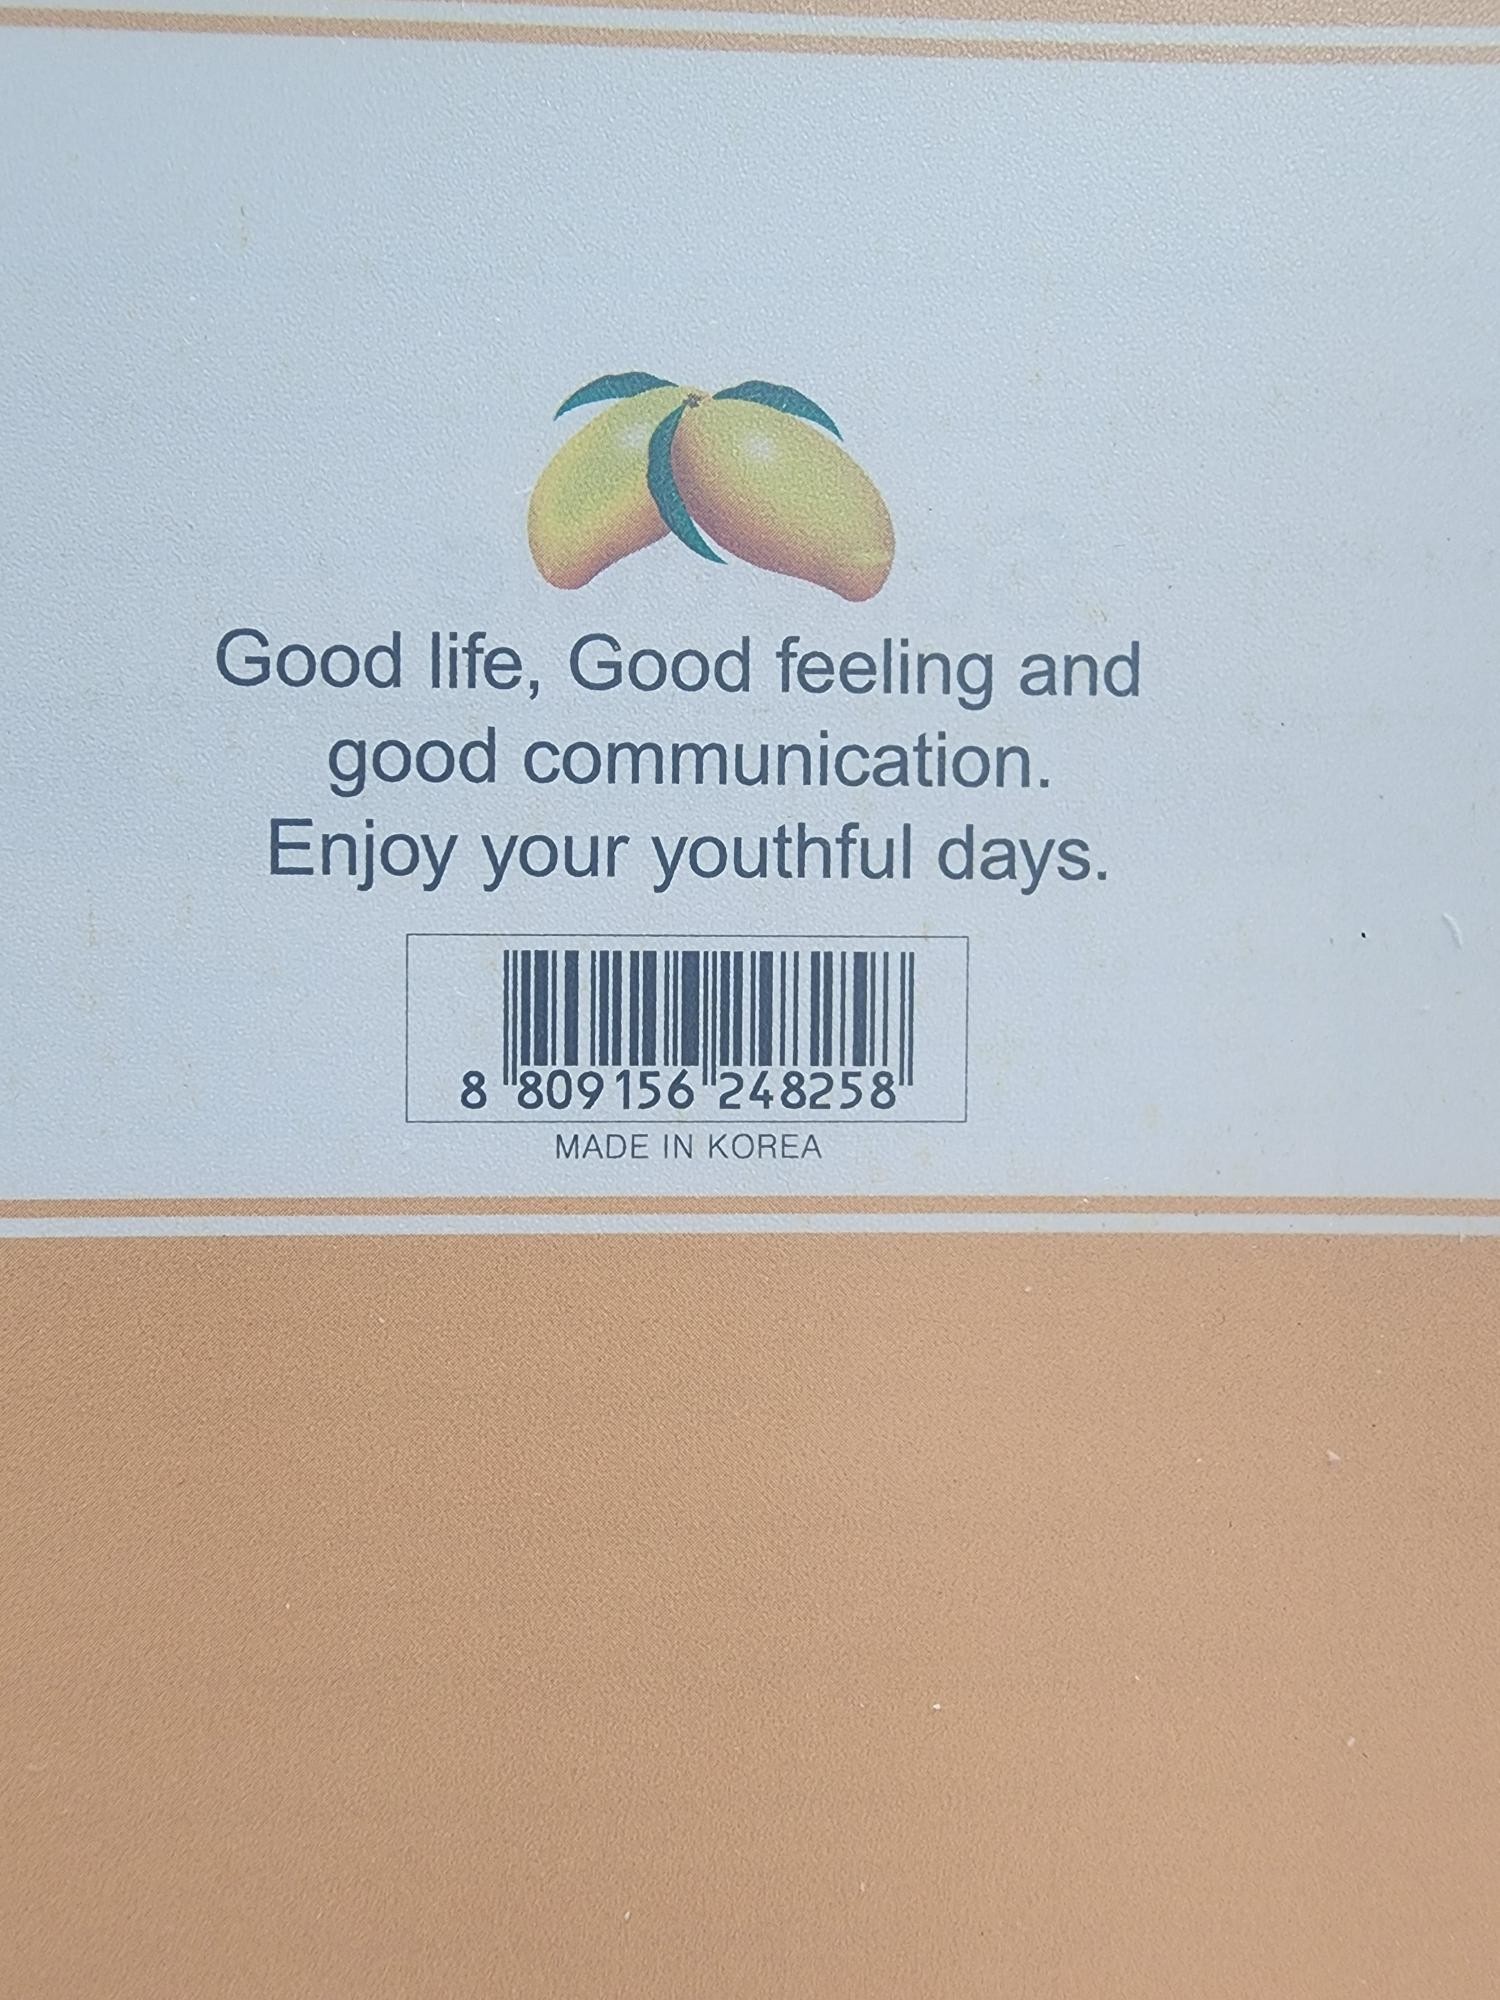 Good life, Good feeling and
good communication.
Enjoy your youthful days.
8 809156 248258
MADE IN KOREA